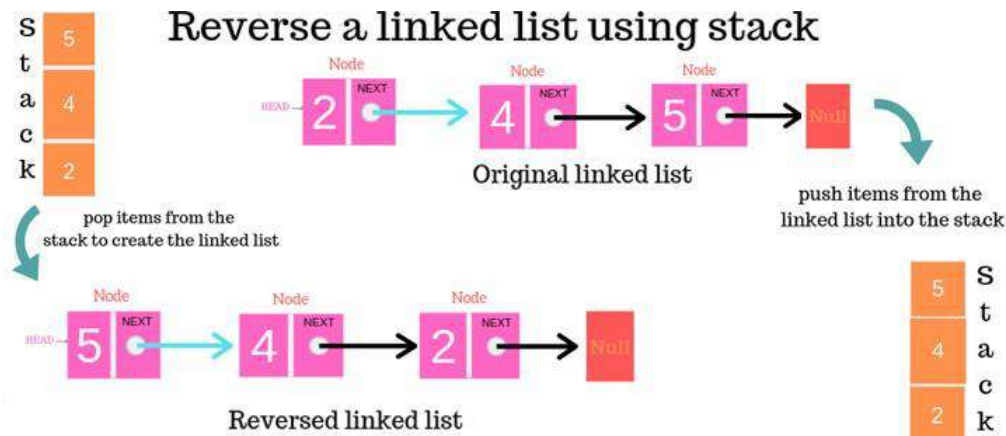 Reverse a linked list using stack
S
t
a
c
k
5
4
2
Node
Node
Node
HEAD
2
NEXT
4
NEXT
5
NEXT
Null
Original linked list
push items from the
linked list into the stack
pop items from the
stack to create the linked list
Node
Node
Node
HEAD
5
NEXT
4
NEXT
2
NEXT
Null
Reversed linked list
5
4
2
S
t
a
c
k